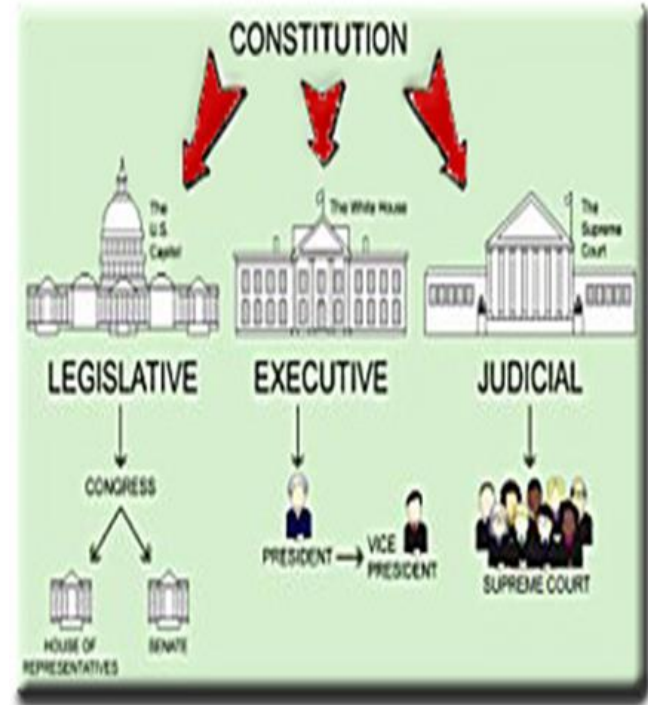 CONSTITUTION
The
U.S.
Capitol
The White House
The
Supreme
Court
LEGISLATIVE
EXECUTIVE
JUDICIAL
CONGRESS
PRESIDENT
VICE
PRESIDENT
SUPREME COURT
HOUSE OF
REPRESENTATIVES
SENATE